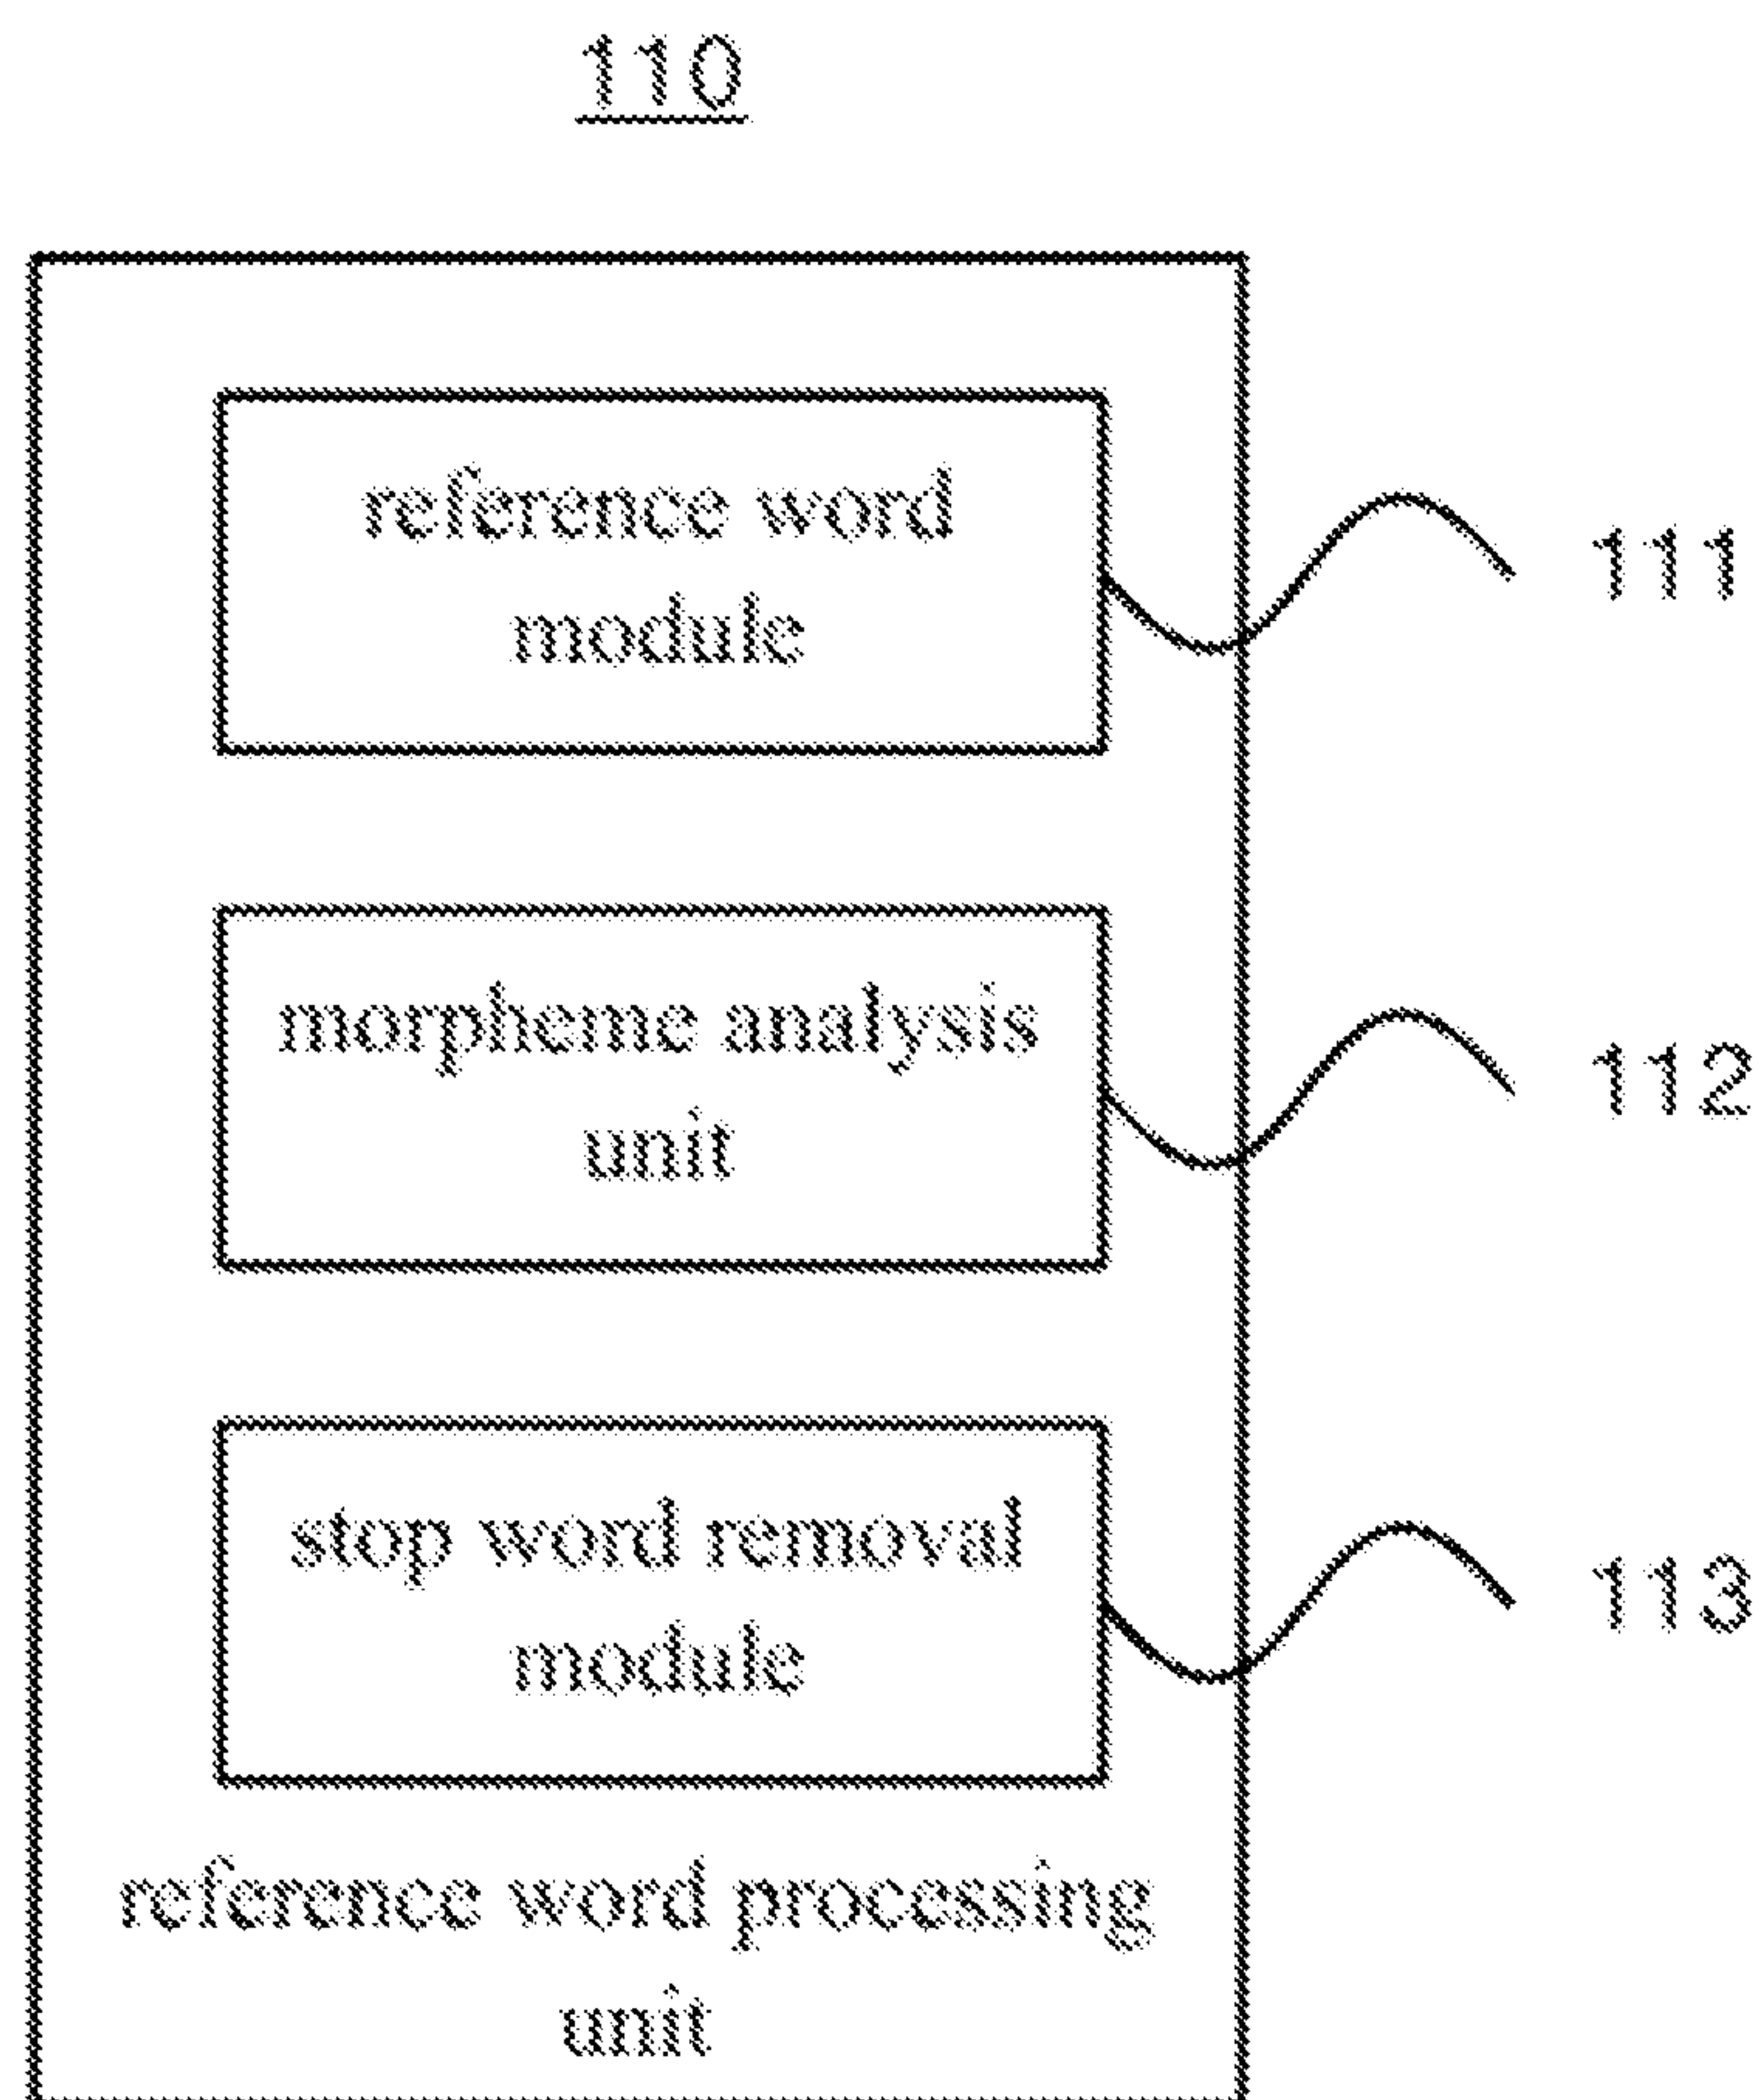 110
reference word
module
111
morpheme analysis
unit
112
stop word removal
module
113
reference word processing
unit